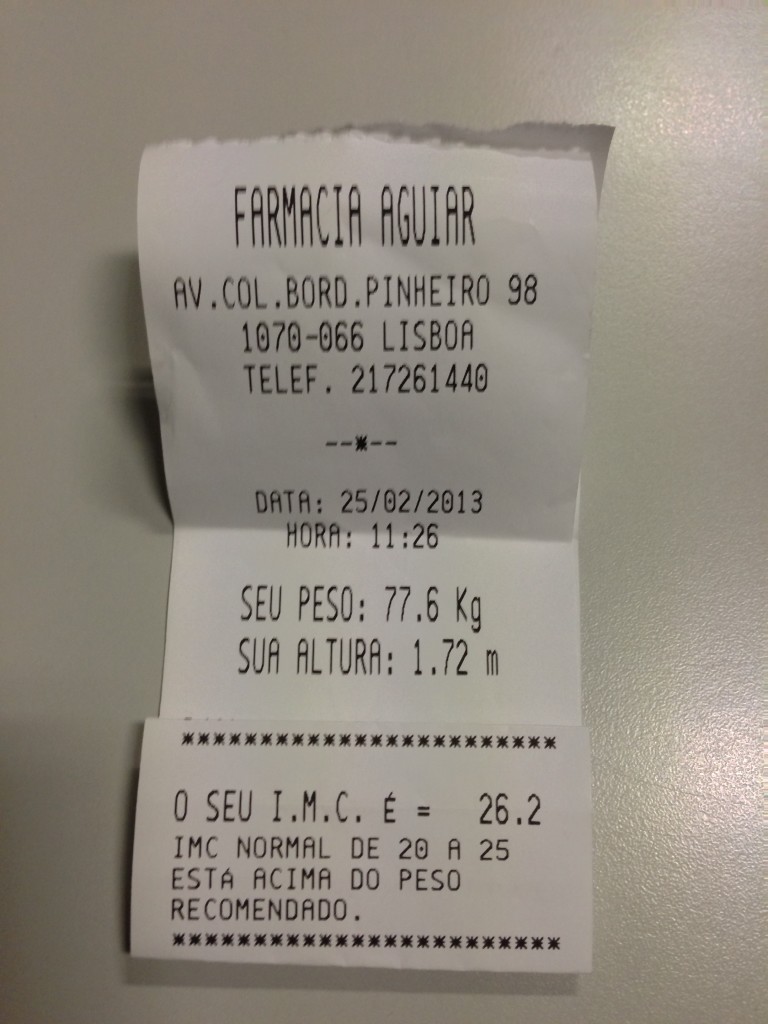 FARMACIA AGUIAR
AV.COL.BORD.PINHEIRO 98
1070-066 LISBOA
TELEF. 217261440
--*--
DATA: 25/02/2013
HORA: 11:26
SEU PESO: 77.6 Kg
SUA ALTURA: 1.72 m
*************************
O SEU I.M.C. É = 26.2
IMC NORMAL DE 20 A 25
ESTÁ ACIMA DO PESO
RECOMENDADO.
*************************